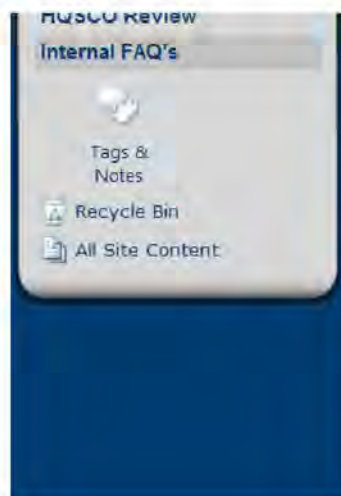 HQSCO Review
Internal FAQ's
Tags &
Notes
Recycle Bin
All Site Content